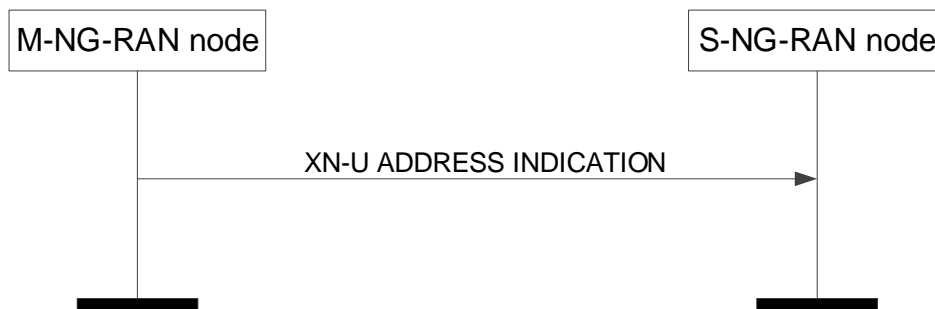 M-NG-RAN node
S-NG-RAN node
XN-U ADDRESS INDICATION